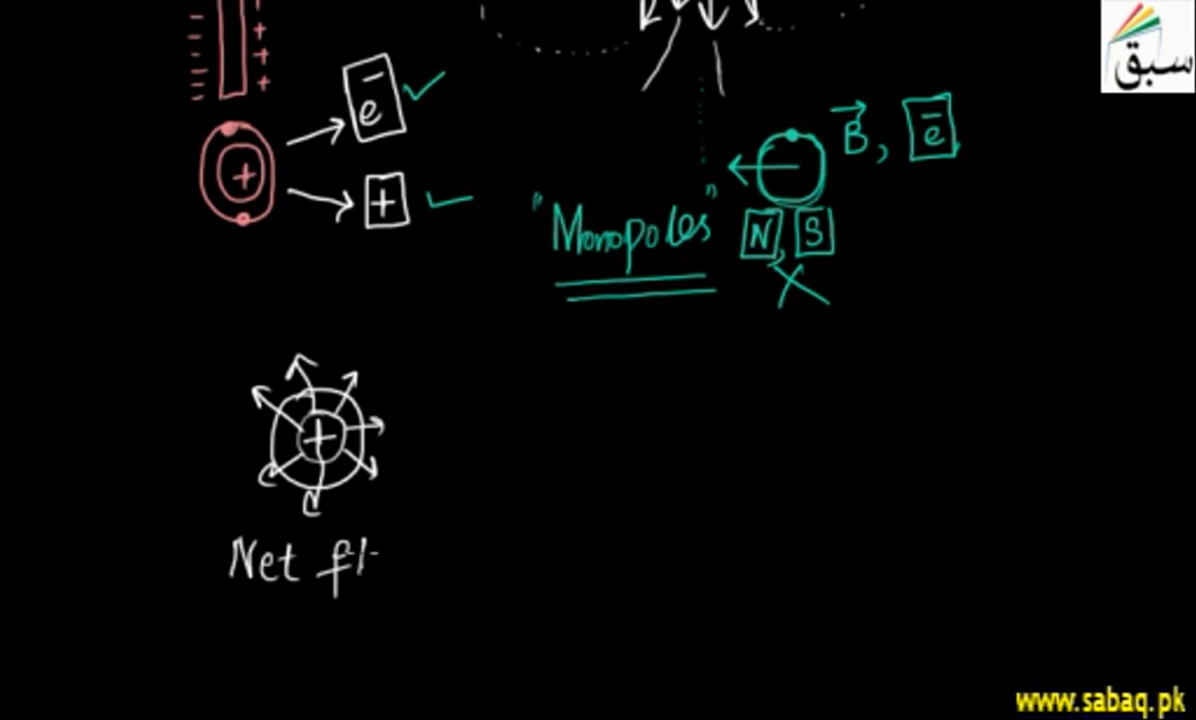 سبق
e⁻ ✓
+ ✓
+
B⃗, e⁻
"Monopoles" N, S
+
Net fl
www.sabaq.pk